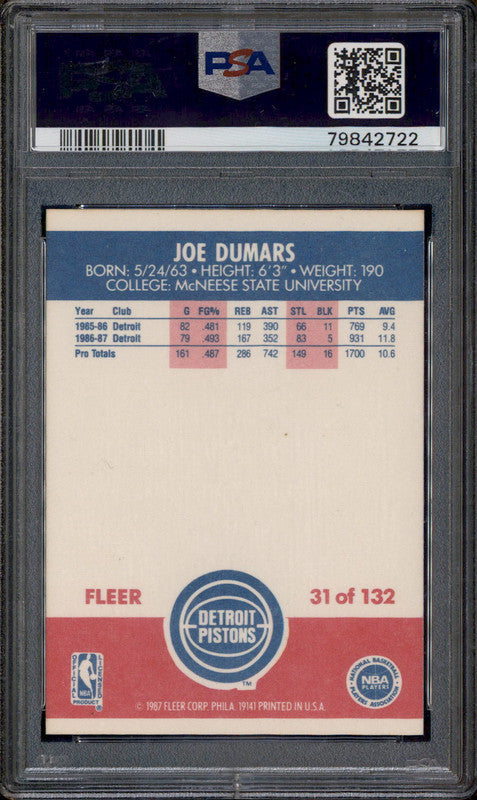 PSA
79842722
JOE DUMARS
BORN: 5/24/63 • HEIGHT: 6'3" • WEIGHT: 190
COLLEGE: McNEESE STATE UNIVERSITY
Year Club G FG% REB AST STL BLK PTS AVG
1985-86 Detroit 82 .481 119 390 66 11 769 9.4
1986-87 Detroit 79 .493 167 352 83 5 931 11.8
Pro Totals 161 .487 286 742 149 16 1700 10.6
FLEER 31 of 132
DETROIT
PISTONS
TM
OFFICIAL LICENSED
NBA
PRODUCT
NATIONAL BASKETBALL
NBA
PLAYERS
PLAYERS ASSOCIATION
© 1987 FLEER CORP. PHILA. 19141 PRINTED IN U.S.A.